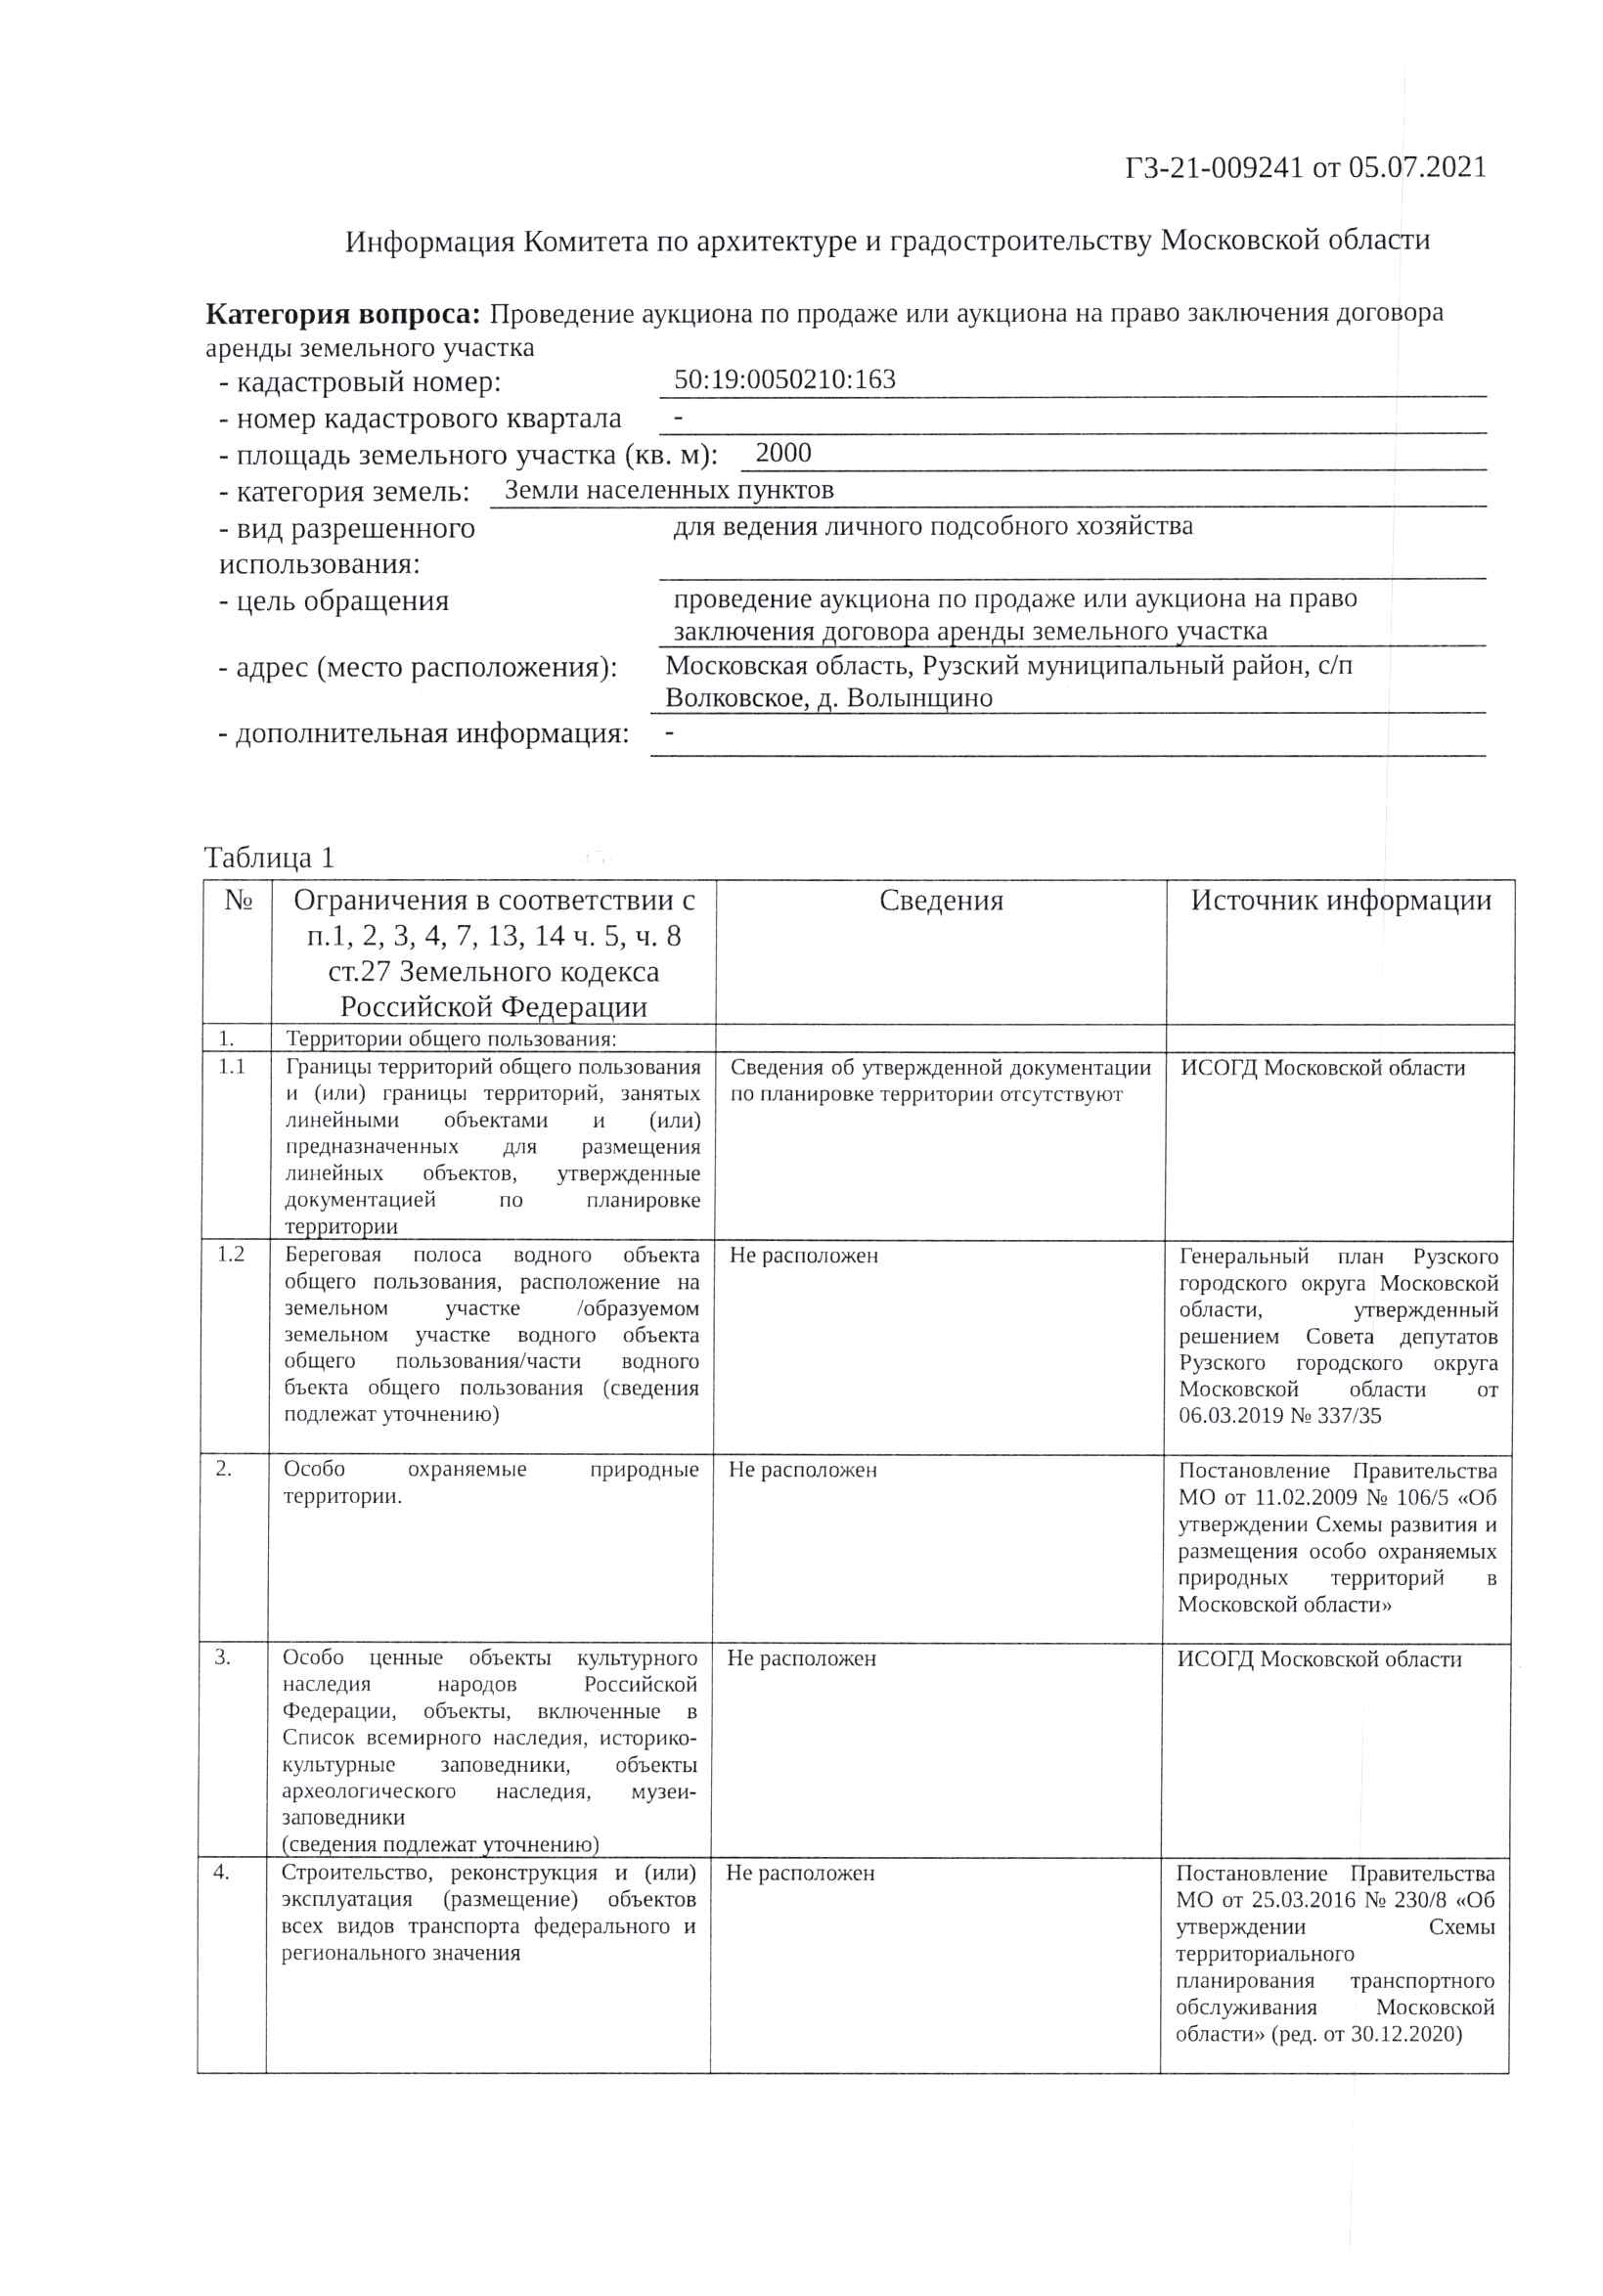 ГЗ-21-009241 от 05.07.2021
Информация Комитета по архитектуре и градостроительству Московской области
Категория вопроса: Проведение аукциона по продаже или аукциона на право заключения договора
аренды земельного участка
- кадастровый номер: 50:19:0050210:163
- номер кадастрового квартала -
- площадь земельного участка (кв. м): 2000
- категория земель: Земли населенных пунктов
- вид разрешенного для ведения личного подсобного хозяйства
использования:
- цель обращения проведение аукциона по продаже или аукциона на право
заключения договора аренды земельного участка
- адрес (место расположения): Московская область, Рузский муниципальный район, с/п
Волковское, д. Волынщино
- дополнительная информация: -
Таблица 1
№
Ограничения в соответствии с
п.1, 2, 3, 4, 7, 13, 14 ч. 5, ч. 8
ст.27 Земельного кодекса
Российской Федерации
Сведения
Источник информации
1.
Территории общего пользования:
1.1
Границы территорий общего пользования
и (или) границы территорий, занятых
линейными объектами и (или)
предназначенных для размещения
линейных объектов, утвержденные
документацией по планировке
территории
Сведения об утвержденной документации
по планировке территории отсутствуют
ИСОГД Московской области
1.2
Береговая полоса водного объекта
общего пользования, расположение на
земельном участке /образуемом
земельном участке водного объекта
общего пользования/части водного
бъекта общего пользования (сведения
подлежат уточнению)
Не расположен
Генеральный план Рузского
городского округа Московской
области, утвержденный
решением Совета депутатов
Рузского городского округа
Московской области от
06.03.2019 № 337/35
2.
Особо охраняемые природные
территории.
Не расположен
Постановление Правительства
МО от 11.02.2009 № 106/5 «Об
утверждении Схемы развития и
размещения особо охраняемых
природных территорий в
Московской области»
3.
Особо ценные объекты культурного
наследия народов Российской
Федерации, объекты, включенные в
Список всемирного наследия, историко-
культурные заповедники, объекты
археологического наследия, музеи-
заповедники
(сведения подлежат уточнению)
Не расположен
ИСОГД Московской области
4.
Строительство, реконструкция и (или)
эксплуатация (размещение) объектов
всех видов транспорта федерального и
регионального значения
Не расположен
Постановление Правительства
МО от 25.03.2016 № 230/8 «Об
утверждении Схемы
территориального
планирования транспортного
обслуживания Московской
области» (ред. от 30.12.2020)